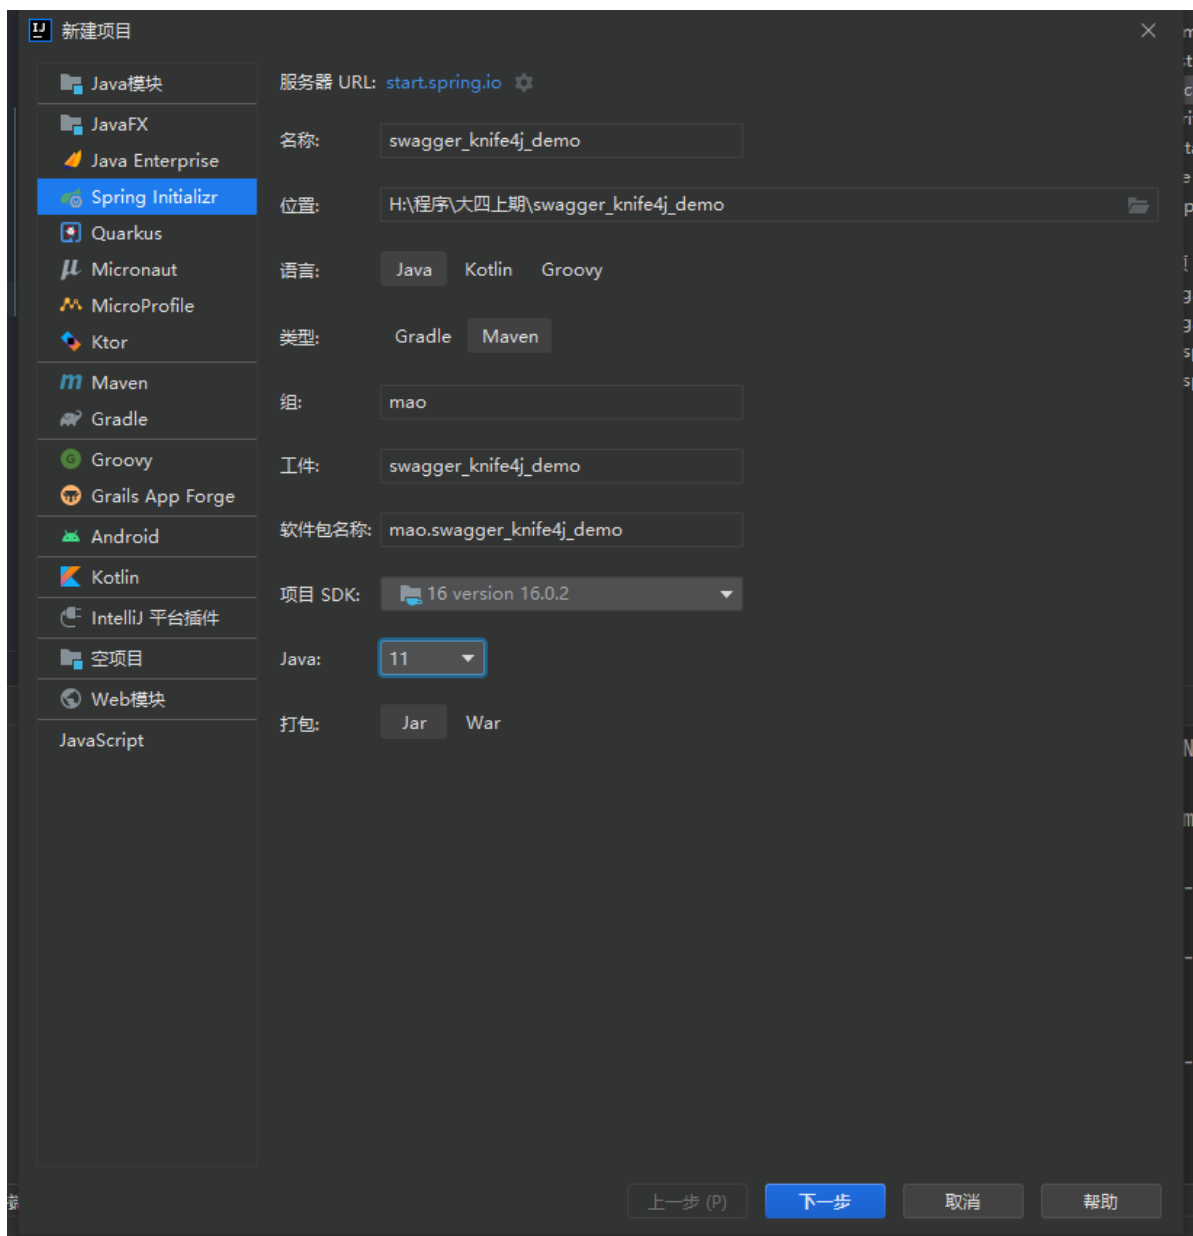 新建项目
Java模块
JavaFX
Java Enterprise
Spring Initializr
Quarkus
Micronaut
MicroProfile
Ktor
Maven
Gradle
Groovy
Grails App Forge
Android
Kotlin
IntelliJ 平台插件
空项目
Web模块
JavaScript
服务器 URL: start.spring.io
名称: swagger_knife4j_demo
位置: H:\程序\大四上期\swagger_knife4j_demo
语言: Java Kotlin Groovy
类型: Gradle Maven
组: mao
工件: swagger_knife4j_demo
软件包名称: mao.swagger_knife4j_demo
项目 SDK: 16 version 16.0.2
Java: 11
打包: Jar War
上一步 (P) 下一步 取消 帮助